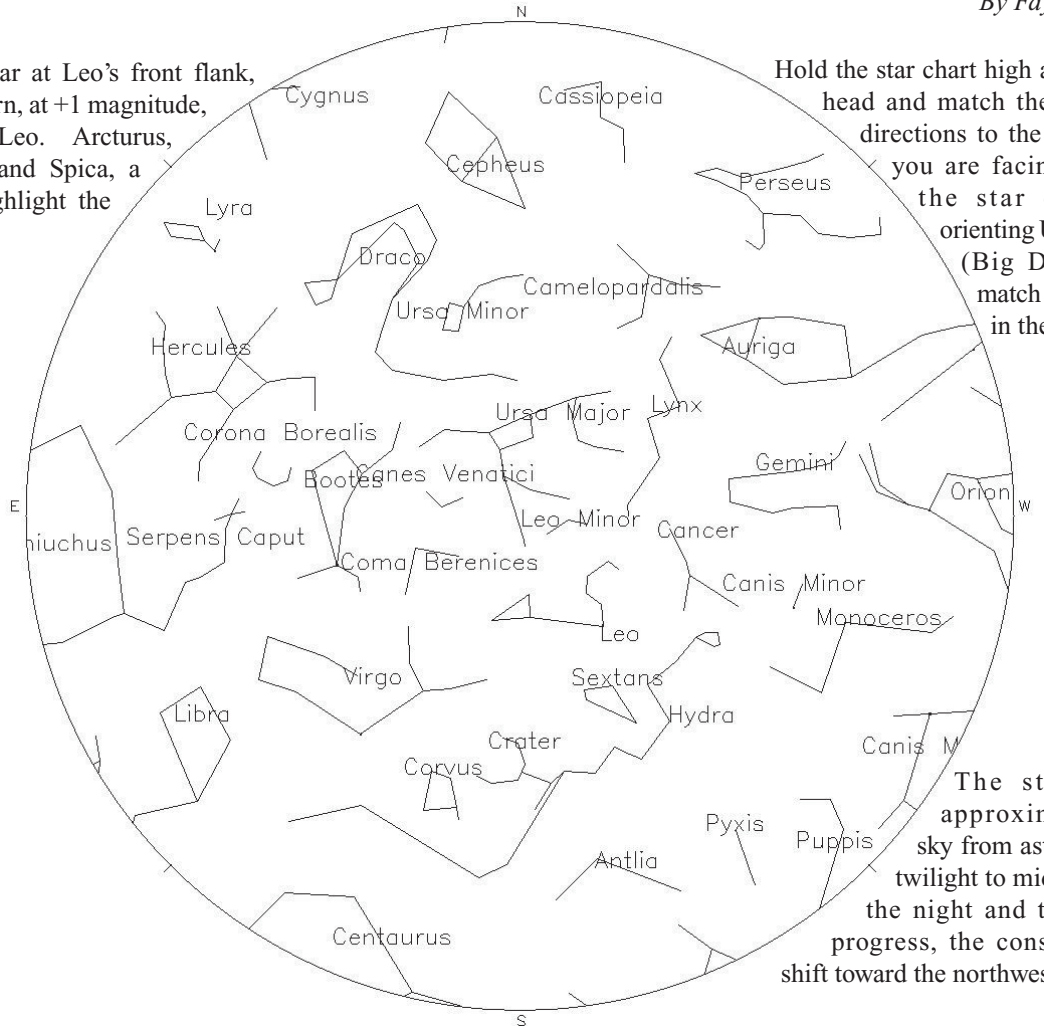 By Fay
N
ar at Leo's front flank,
rn, at +1 magnitude,
Leo. Arcturus,
and Spica, a
ghlight the
Hold the star chart high a
head and match the
directions to the
you are facin
the star
orienting U
(Big D
match
in the
Cygnus
Cassiopeia
Cepheus
Perseus
Lyra
Draco
Camelopardalis
Ursa Minor
Hercules
Auriga
Ursa Major
Lynx
Corona Borealis
Bootes
Canes Venatici
Gemini
Orion
E
W
Leo Minor
Cancer
hiuchus
Serpens Caput
Coma Berenices
Canis Minor
Monoceros
Leo
Virgo
Sextans
Libra
Hydra
Crater
Corvus
Canis M
Pyxis
Puppis
Antlia
Centaurus
S
The st
approxin
sky from as
twilight to mid
the night and t
progress, the cons
shift toward the northwes